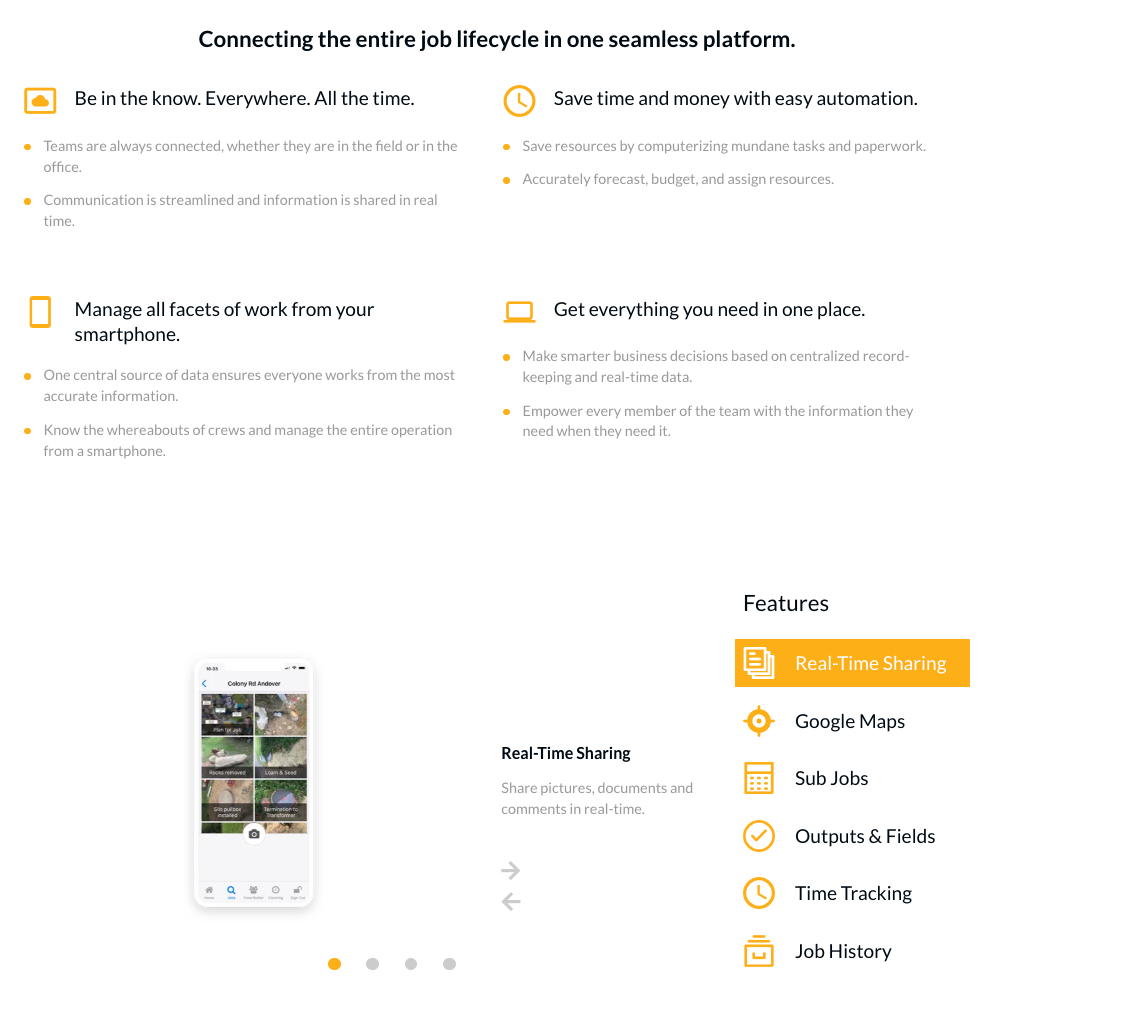 Connecting the entire job lifecycle in one seamless platform.
Be in the know. Everywhere. All the time.
Teams are always connected, whether they are in the field or in the
office.
Communication is streamlined and information is shared in real
time.
Save time and money with easy automation.
Save resources by computerizing mundane tasks and paperwork.
Accurately forecast, budget, and assign resources.
Manage all facets of work from your
smartphone.
One central source of data ensures everyone works from the most
accurate information.
Know the whereabouts of crews and manage the entire operation
from a smartphone.
Get everything you need in one place.
Make smarter business decisions based on centralized record-
keeping and real-time data.
Empower every member of the team with the information they
need when they need it.
10:33
Colony Rd Andover
Plan for Job
Rocks removed
Loam & Seed
Slib pullbox
installed
Termination to
Transformer
Home
Jobs
Sign Out
Real-Time Sharing
Share pictures, documents and
comments in real-time.
Features
Real-Time Sharing
Google Maps
Sub Jobs
Outputs & Fields
Time Tracking
Job History